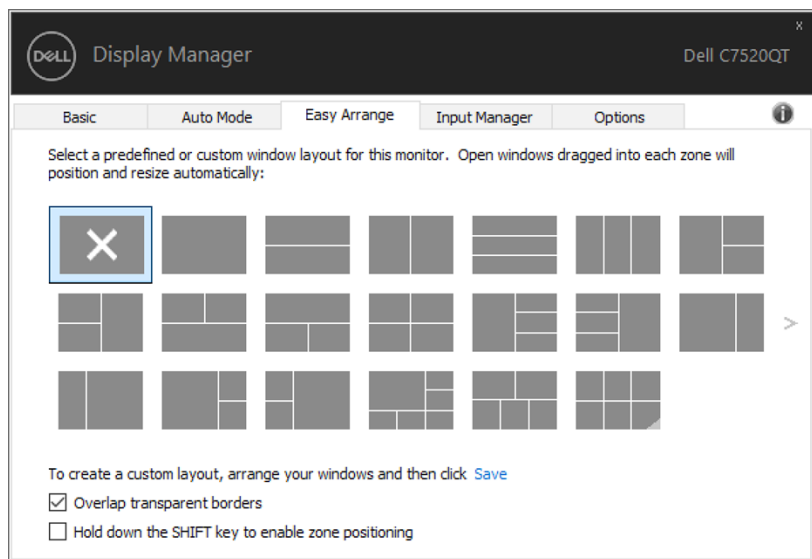 x
DELL Display Manager Dell C7520QT
Basic Auto Mode Easy Arrange Input Manager Options i
Select a predefined or custom window layout for this monitor. Open windows dragged into each zone will
position and resize automatically:
>
To create a custom layout, arrange your windows and then click Save
Overlap transparent borders
Hold down the SHIFT key to enable zone positioning